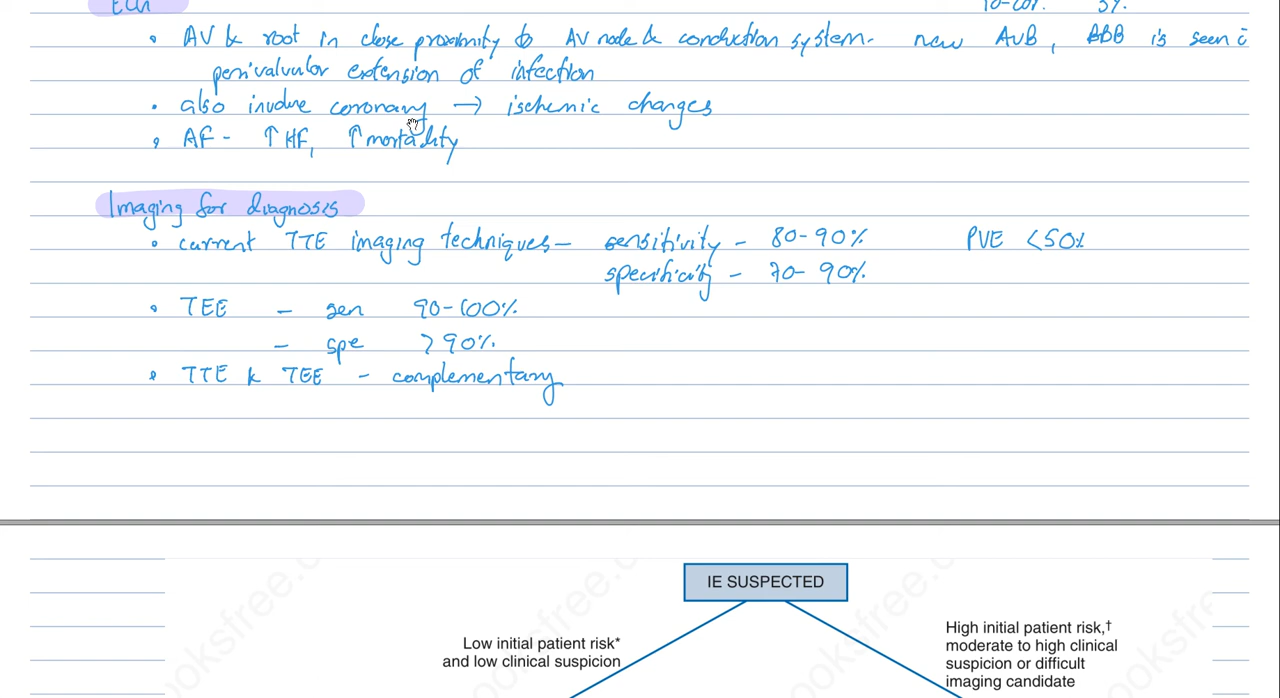 ECG
10-601. 5%.
• AV & root in close proximity to AV node & conduction system. new AVB, BBB is seen c̄
perivalvular extension of infection
• also involve coronary → ischemic changes
• AF - ↑HF, ↑mortality
Imaging for diagnosis
• current TTE imaging techniques – sensitivity - 80-90% PVE <50%
specificity - 70-90%
• TEE – sen 90-100%
– spe >90%
• TTE & TEE - complementary
IE SUSPECTED
Low initial patient risk*
and low clinical suspicion
High initial patient risk,†
moderate to high clinical
suspicion or difficult
imaging candidate